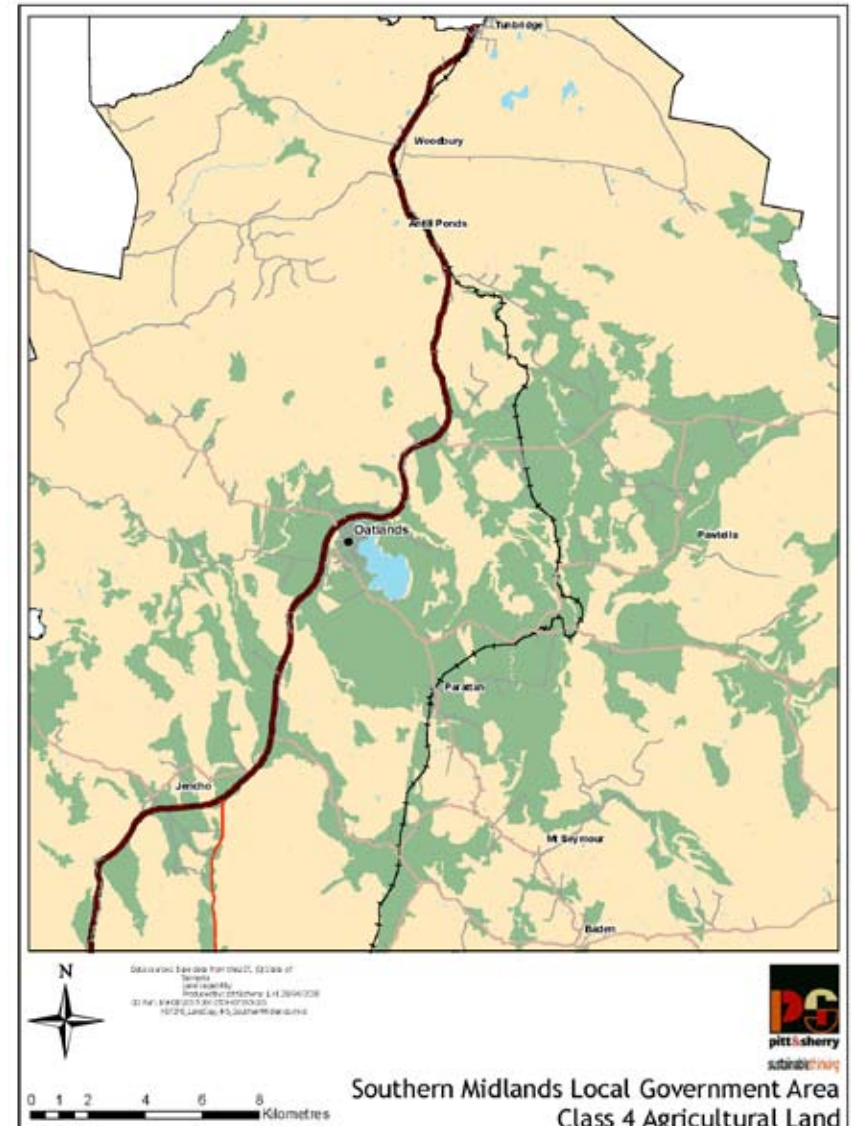 Tunbridge
Woodbury
Antill Ponds
Oatlands
Pawtella
Parattah
Jericho
Mt Seymour
Baden
N
pitt&sherry
sustainablethinking
0 1 2 4 6 8
Kilometres
Southern Midlands Local Government Area
Class 4 Agricultural Land